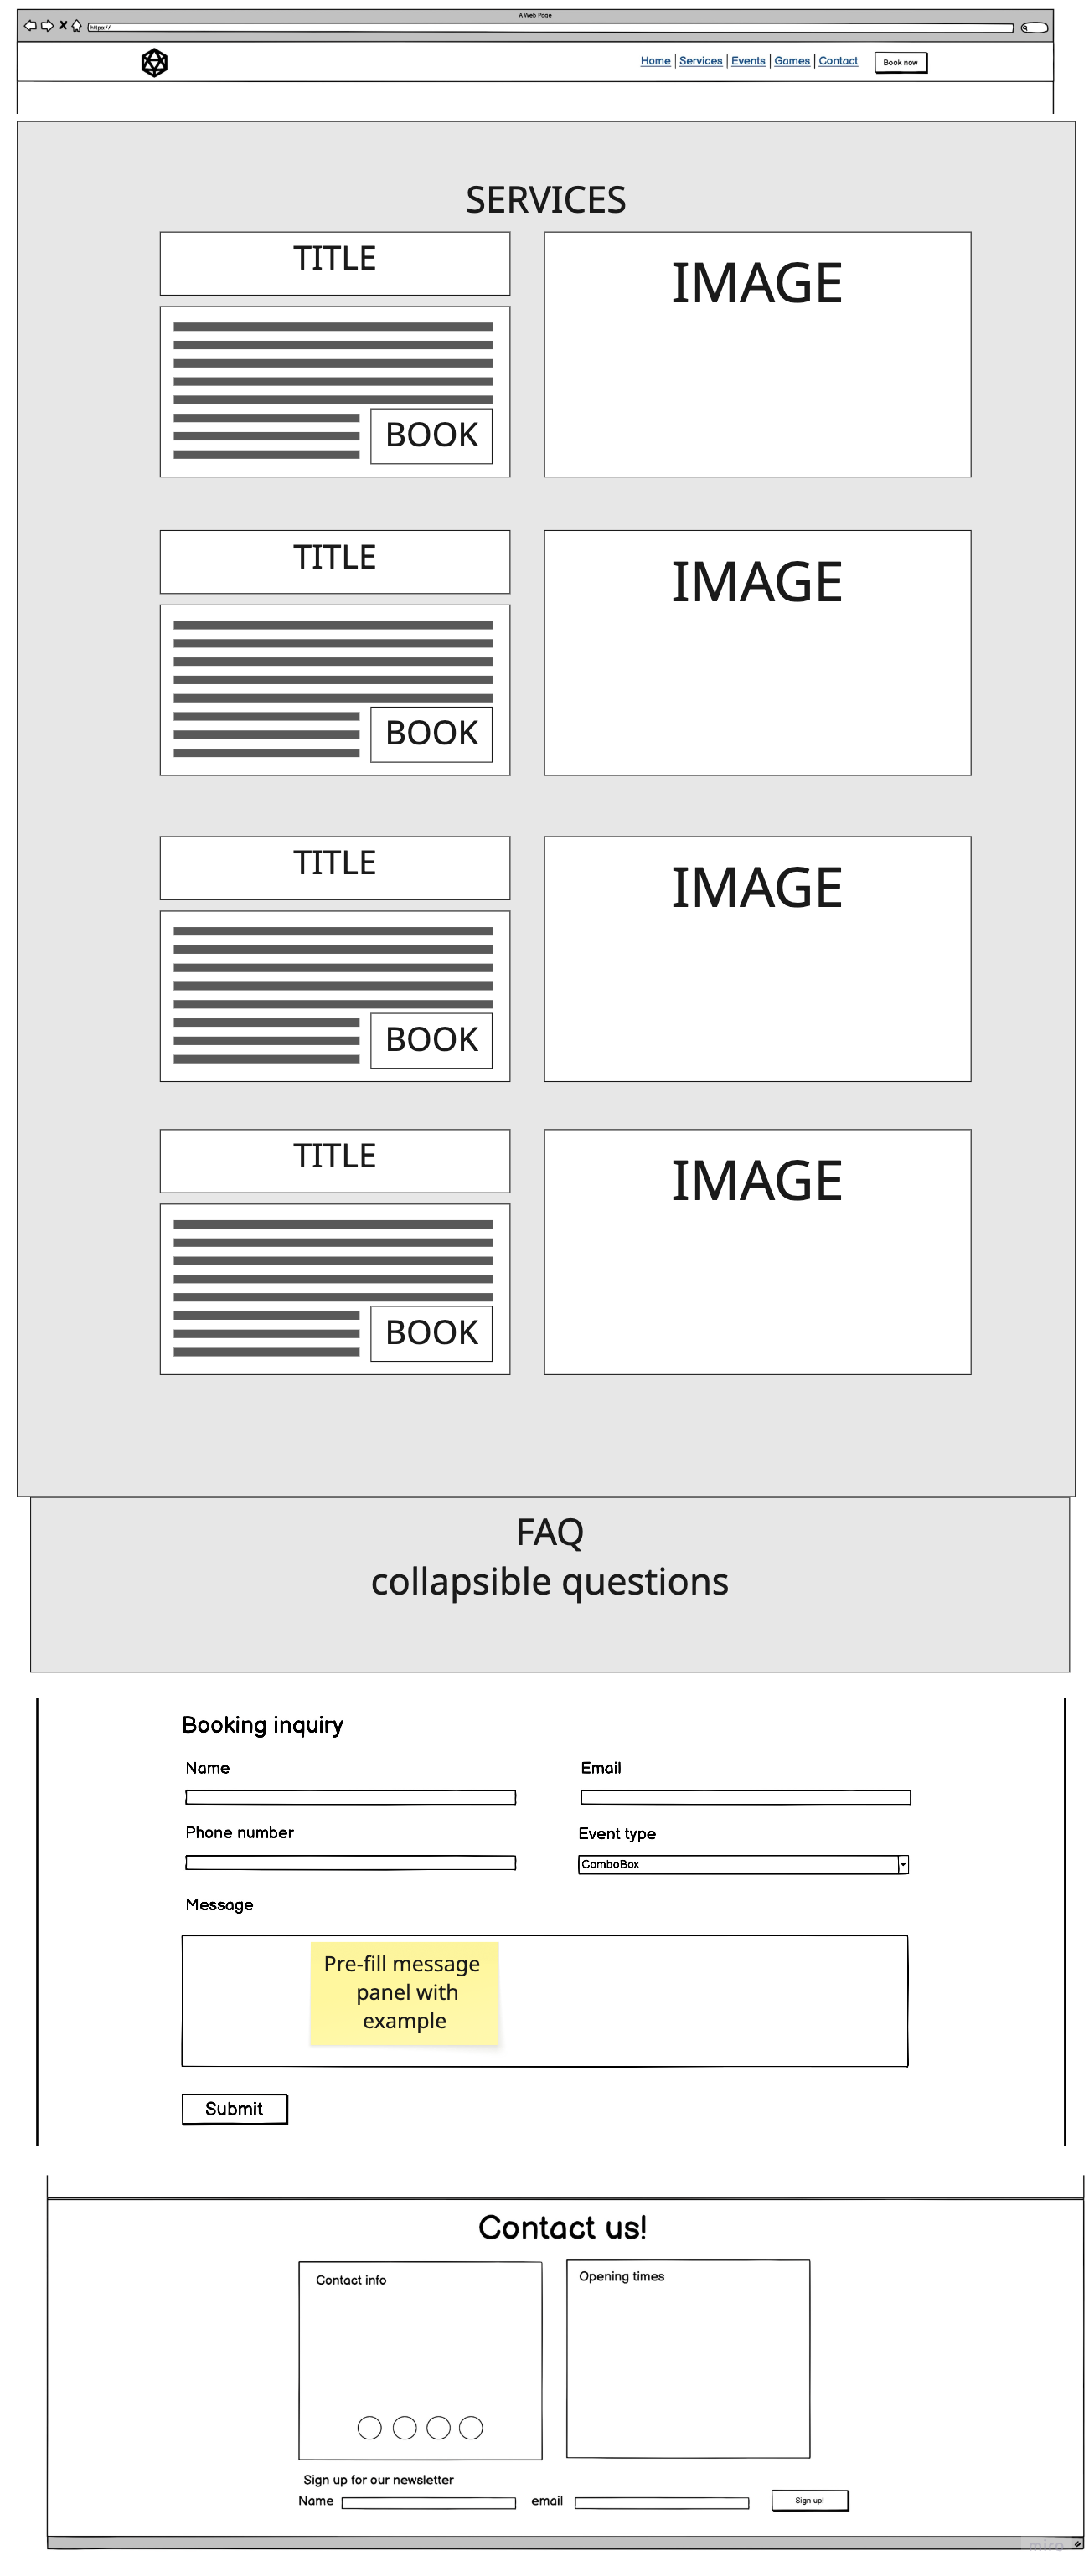 A Web Page
https://
Home | Services | Events | Games | Contact
Book now
SERVICES
TITLE
IMAGE
BOOK
TITLE
IMAGE
BOOK
TITLE
IMAGE
BOOK
TITLE
IMAGE
BOOK
FAQ
collapsible questions
Booking inquiry
Name
Email
Phone number
Event type
ComboBox
Message
Pre-fill message
panel with
example
Submit
Contact us!
Contact info
Opening times
Sign up for our newsletter
Name
email
Sign up!
miro